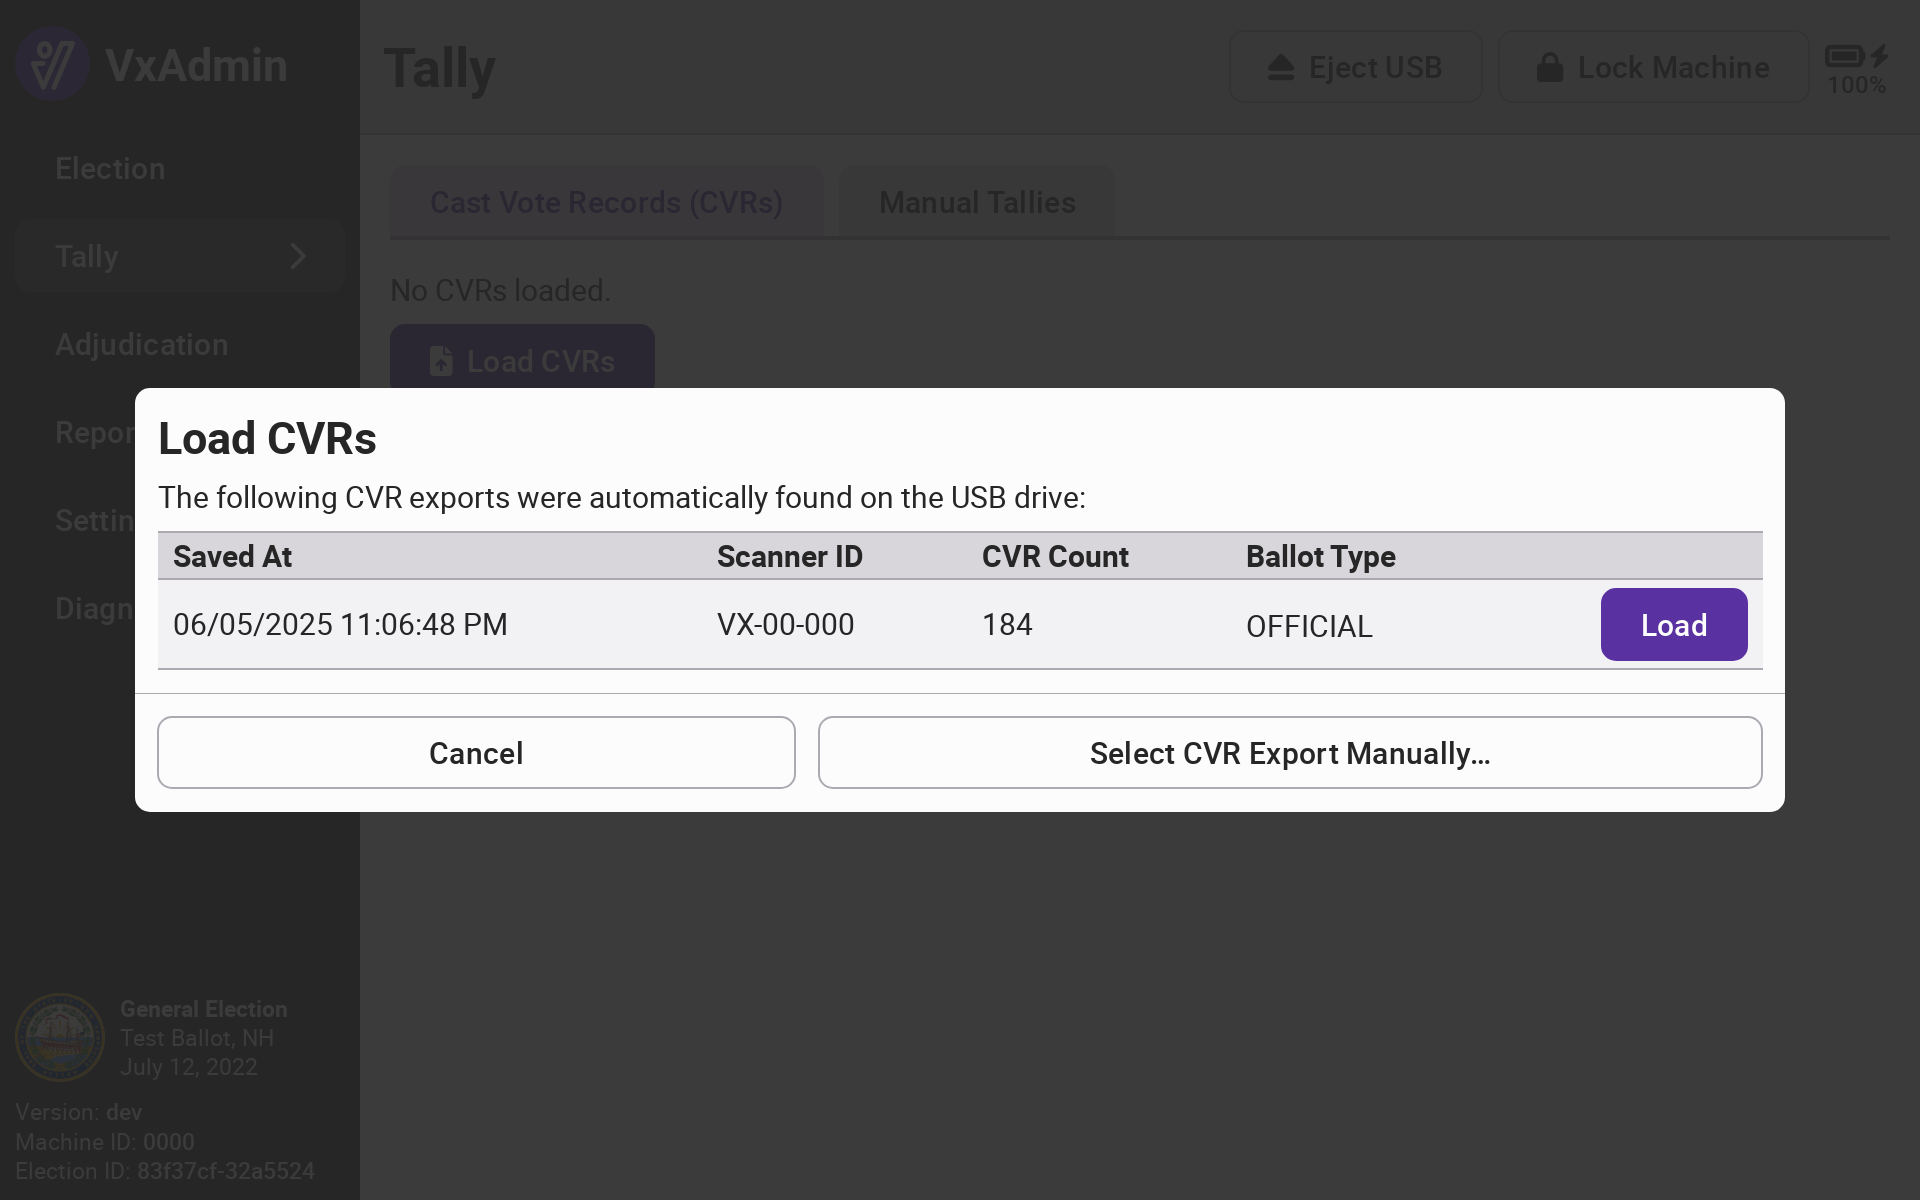 VxAdmin
Election
Tally
Adjudication
Repor
Settin
Diagn
General Election
Test Ballot, NH
July 12, 2022
Version: dev
Machine ID: 0000
Election ID: 83f37cf-32a5524
Tally
Eject USB
Lock Machine
100%
Cast Vote Records (CVRs)
Manual Tallies
No CVRs loaded.
Load CVRs
Load CVRs
The following CVR exports were automatically found on the USB drive:
Saved At Scanner ID CVR Count Ballot Type
06/05/2025 11:06:48 PM VX-00-000 184 OFFICIAL Load
Cancel
Select CVR Export Manually…